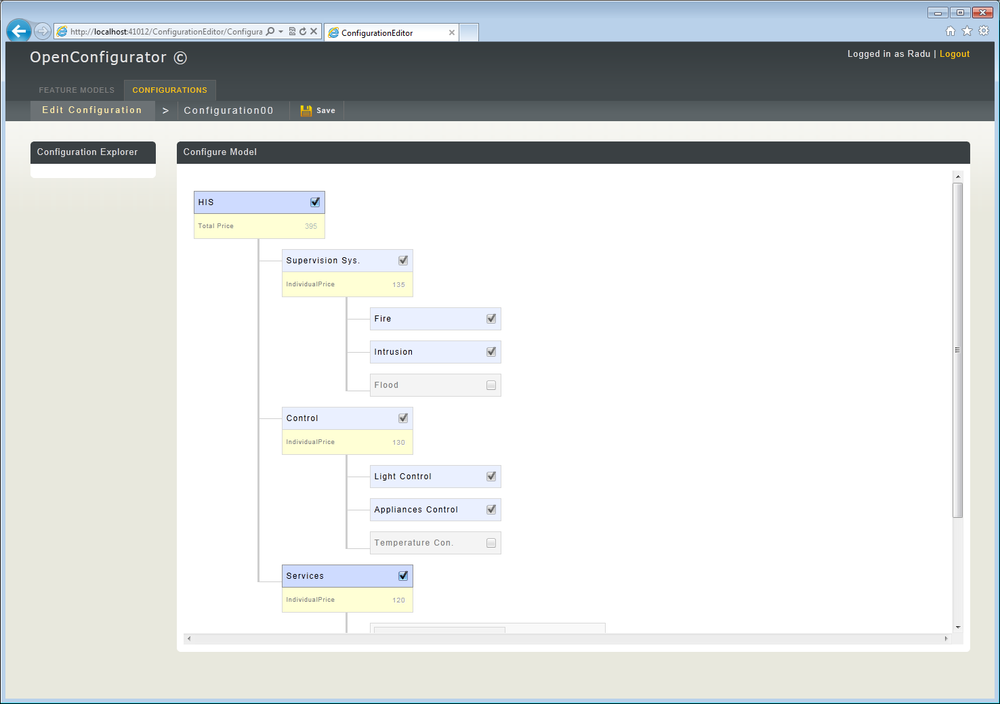 http://localhost:41012/ConfigurationEditor/Configura
ConfigurationEditor
OpenConfigurator ©
Logged in as Radu | Logout
FEATURE MODELS
CONFIGURATIONS
Edit Configuration > Configuration00
Save
Configuration Explorer
Configure Model
HIS
Total Price 395
Supervision Sys.
IndividualPrice 135
Fire
Intrusion
Flood
Control
IndividualPrice 130
Light Control
Appliances Control
Temperature Con.
Services
IndividualPrice 120